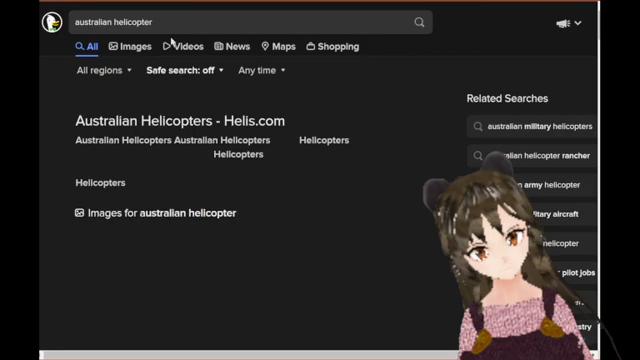 australian helicopter
All Images Videos News Maps Shopping
All regions Safe search: off Any time
Australian Helicopters - Helis.com
Australian Helicopters Australian Helicopters Helicopters
Helicopters
Helicopters
Images for australian helicopter
Related Searches
australian military helicopters
helicopter rancher
army helicopter
aircraft
helicopter
pilot jobs